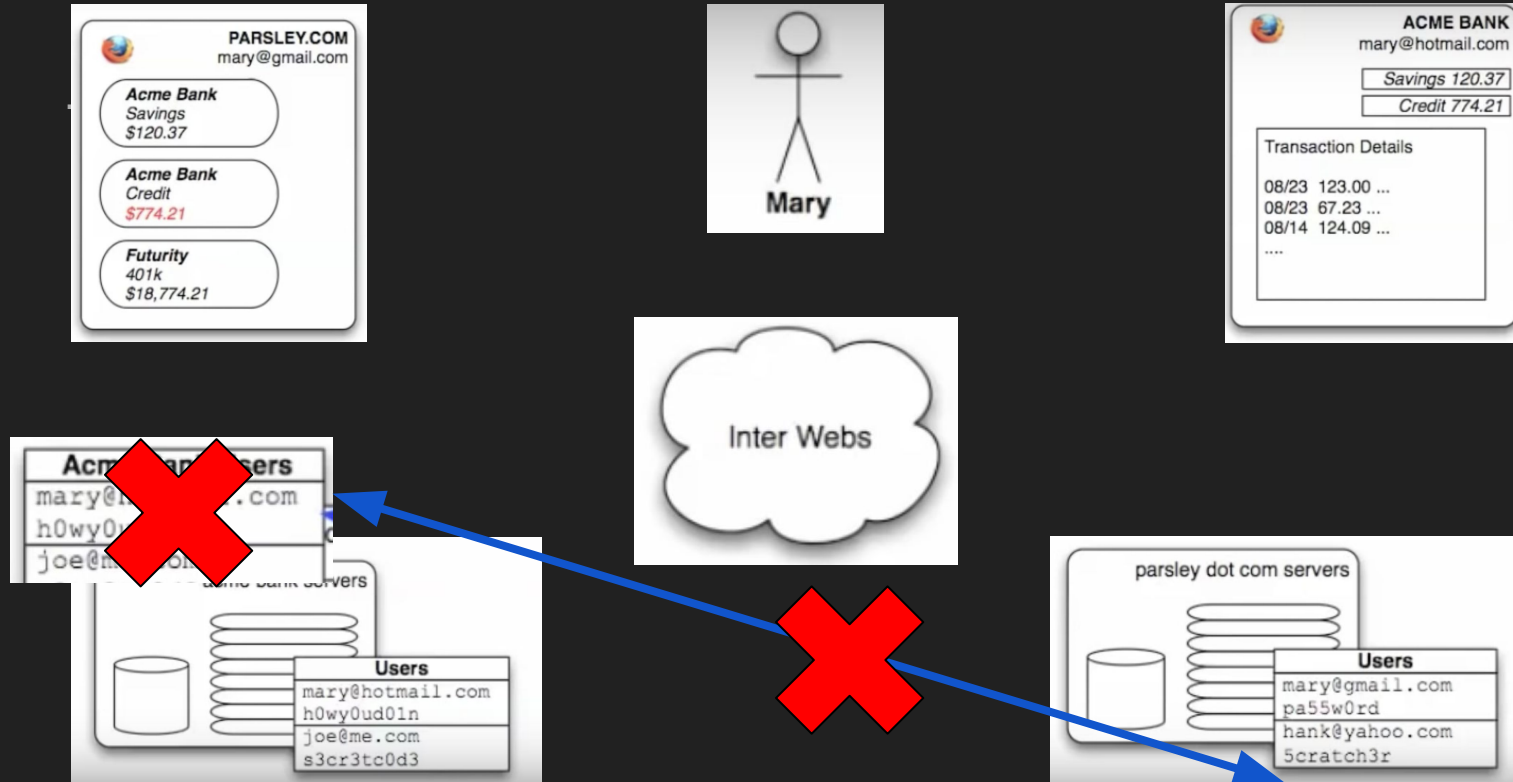 PARSLEY.COM
mary@gmail.com
Acme Bank
Savings
$120.37
Acme Bank
Credit
$774.21
Futurity
401k
$18,774.21
Mary
ACME BANK
mary@hotmail.com
Savings 120.37
Credit 774.21
Transaction Details
08/23 123.00 ...
08/23 67.23 ...
08/14 124.09 ...
....
Inter Webs
servers
Users
mary@hotmail.com
h0wy0ud01n
joe@me.com
s3cr3tc0d3
parsley dot com servers
Users
mary@gmail.com
pa55w0rd
hank@yahoo.com
5cratch3r